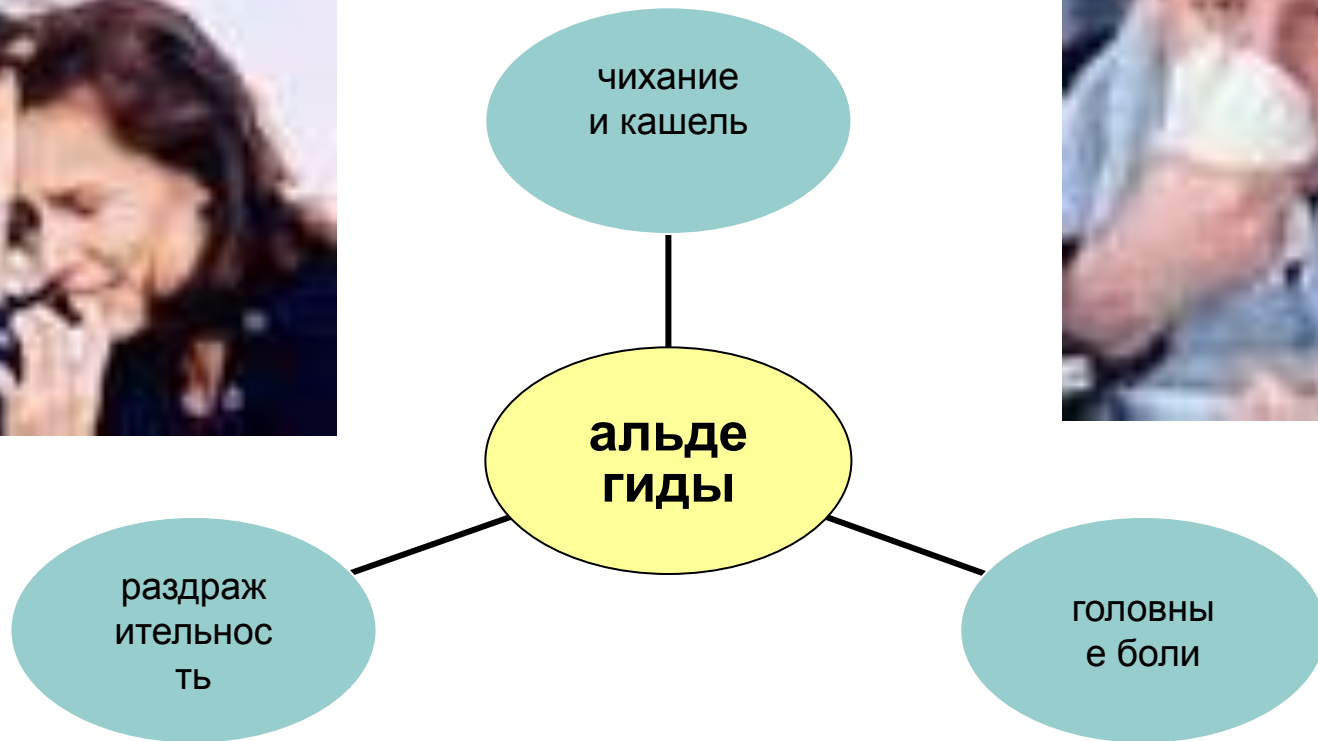 чихание
и кашель
альде
гиды
раздраж
ительнос
ть
головны
е боли